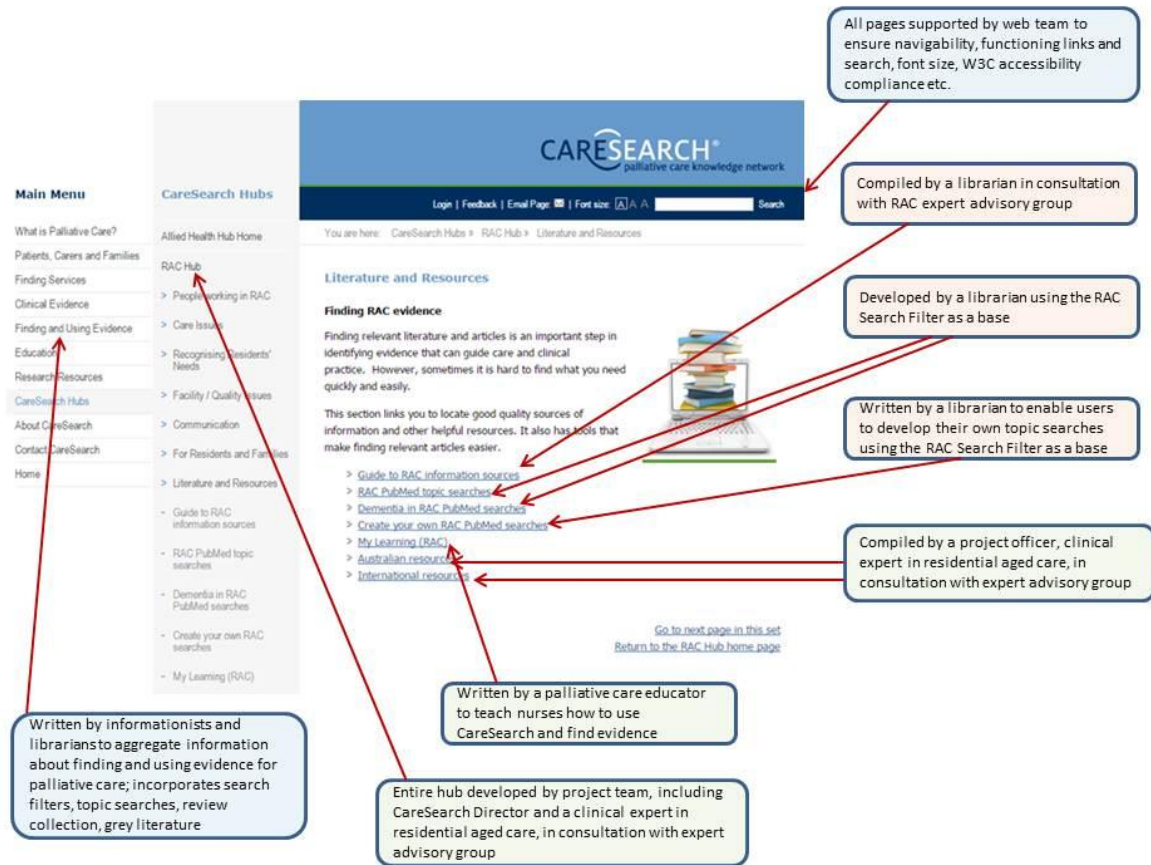 All pages supported by web team to
ensure navigability, functioning links and
search, font size, W3C accessibility
compliance etc.
CARESEARCH®
palliative care knowledge network
Main Menu
What is Palliative Care?
Patients, Carers and Families
Finding Services
Clinical Evidence
Finding and Using Evidence
Education
Research Resources
CareSearch Hubs
About CareSearch
Contact CareSearch
Home
CareSearch Hubs
Allied Health Hub Home
RAC Hub
> People working in RAC
> Care Issues
> Recognising Residents'
Needs
> Facility / Quality Issues
> Communication
> For Residents and Families
> Literature and Resources
- Guide to RAC
information sources
- RAC PubMed topic
searches
- Dementia in RAC
PubMed searches
- Create your own RAC
searches
- My Learning (RAC)
Login | Feedback | Email Page: | Font size: A A A Search
You are here: CareSearch Hubs » RAC Hub » Literature and Resources
Literature and Resources
Finding RAC evidence
Finding relevant literature and articles is an important step in
identifying evidence that can guide care and clinical
practice. However, sometimes it is hard to find what you need
quickly and easily.
This section links you to locate good quality sources of
information and other helpful resources. It also has tools that
make finding relevant articles easier.
> Guide to RAC information sources
> RAC PubMed topic searches
> Dementia in RAC PubMed searches
> Create your own RAC PubMed searches
> My Learning (RAC)
> Australian resources
> International resources
Go to next page in this set
Return to the RAC Hub home page
Compiled by a librarian in consultation
with RAC expert advisory group
Developed by a librarian using the RAC
Search Filter as a base
Written by a librarian to enable users
to develop their own topic searches
using the RAC Search Filter as a base
Compiled by a project officer, clinical
expert in residential aged care, in
consultation with expert advisory group
Written by a palliative care educator
to teach nurses how to use
CareSearch and find evidence
Written by informationists and
librarians to aggregate information
about finding and using evidence for
palliative care; incorporates search
filters, topic searches, review
collection, grey literature
Entire hub developed by project team, including
CareSearch Director and a clinical expert in
residential aged care, in consultation with expert
advisory group